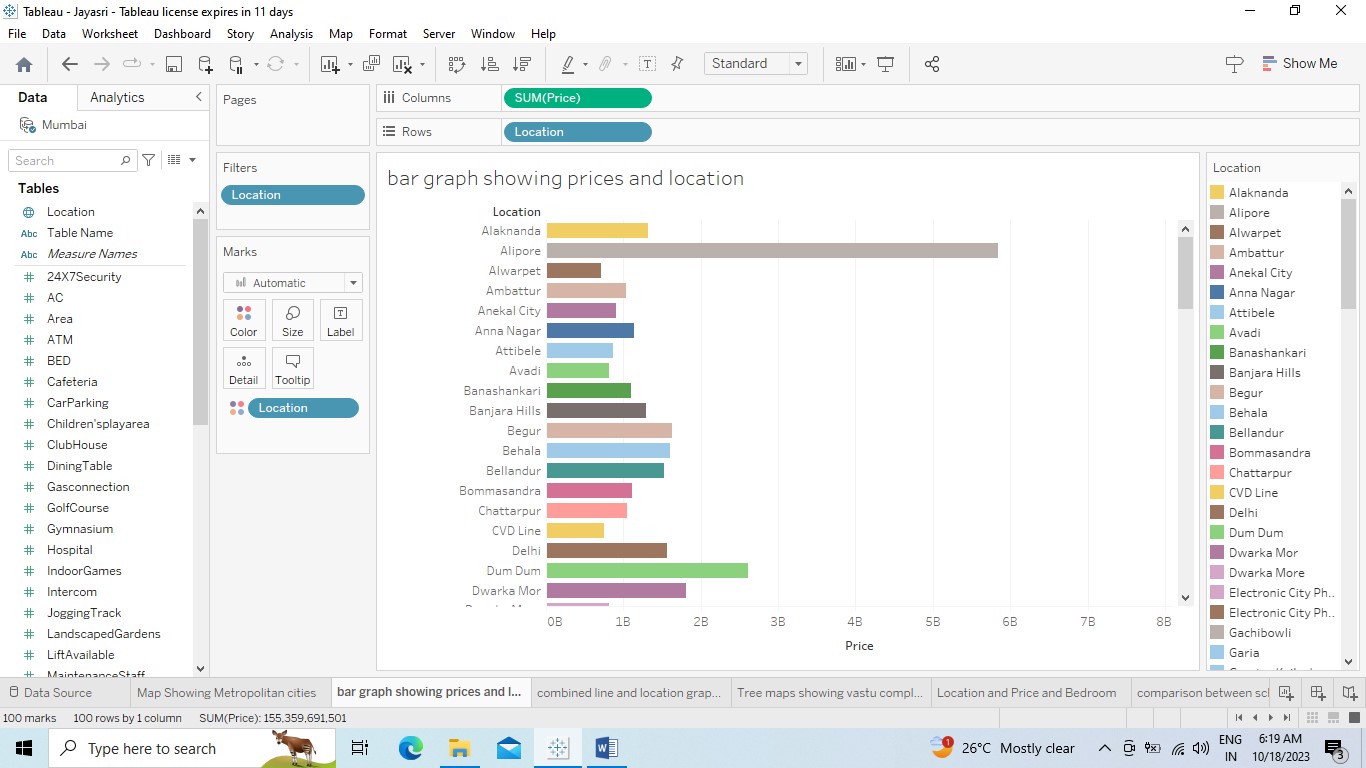 Tableau - Jayasri - Tableau license expires in 11 days
File Data Worksheet Dashboard Story Analysis Map Format Server Window Help
Standard
Show Me
Data Analytics
Mumbai
Search
Tables
Location
Abc Table Name
Abc Measure Names
24X7Security
AC
Area
ATM
BED
Cafeteria
CarParking
Children'splayarea
ClubHouse
DiningTable
Gasconnection
GolfCourse
Gymnasium
Hospital
IndoorGames
Intercom
JoggingTrack
LandscapedGardens
LiftAvailable
MaintenanceStaff
Pages
Filters
Location
Marks
Automatic
Color Size Label
Detail Tooltip
Location
Columns SUM(Price)
Rows Location
bar graph showing prices and location
Location
Alaknanda
Alipore
Alwarpet
Ambattur
Anekal City
Anna Nagar
Attibele
Avadi
Banashankari
Banjara Hills
Begur
Behala
Bellandur
Bommasandra
Chattarpur
CVD Line
Delhi
Dum Dum
Dwarka Mor
0B 1B 2B 3B 4B 5B 6B 7B 8B
Price
Location
Alaknanda
Alipore
Alwarpet
Ambattur
Anekal City
Anna Nagar
Attibele
Avadi
Banashankari
Banjara Hills
Begur
Behala
Bellandur
Bommasandra
Chattarpur
CVD Line
Delhi
Dum Dum
Dwarka Mor
Dwarka More
Electronic City Ph..
Electronic City Ph..
Gachibowli
Garia
Data Source Map Showing Metropolitan cities bar graph showing prices and l... combined line and location grap... Tree maps showing vastu compl... Location and Price and Bedroom comparison between sc
100 marks 100 rows by 1 column SUM(Price): 155,359,691,501
Type here to search
1
26°C Mostly clear
ENG
IN
6:19 AM
10/18/2023
3